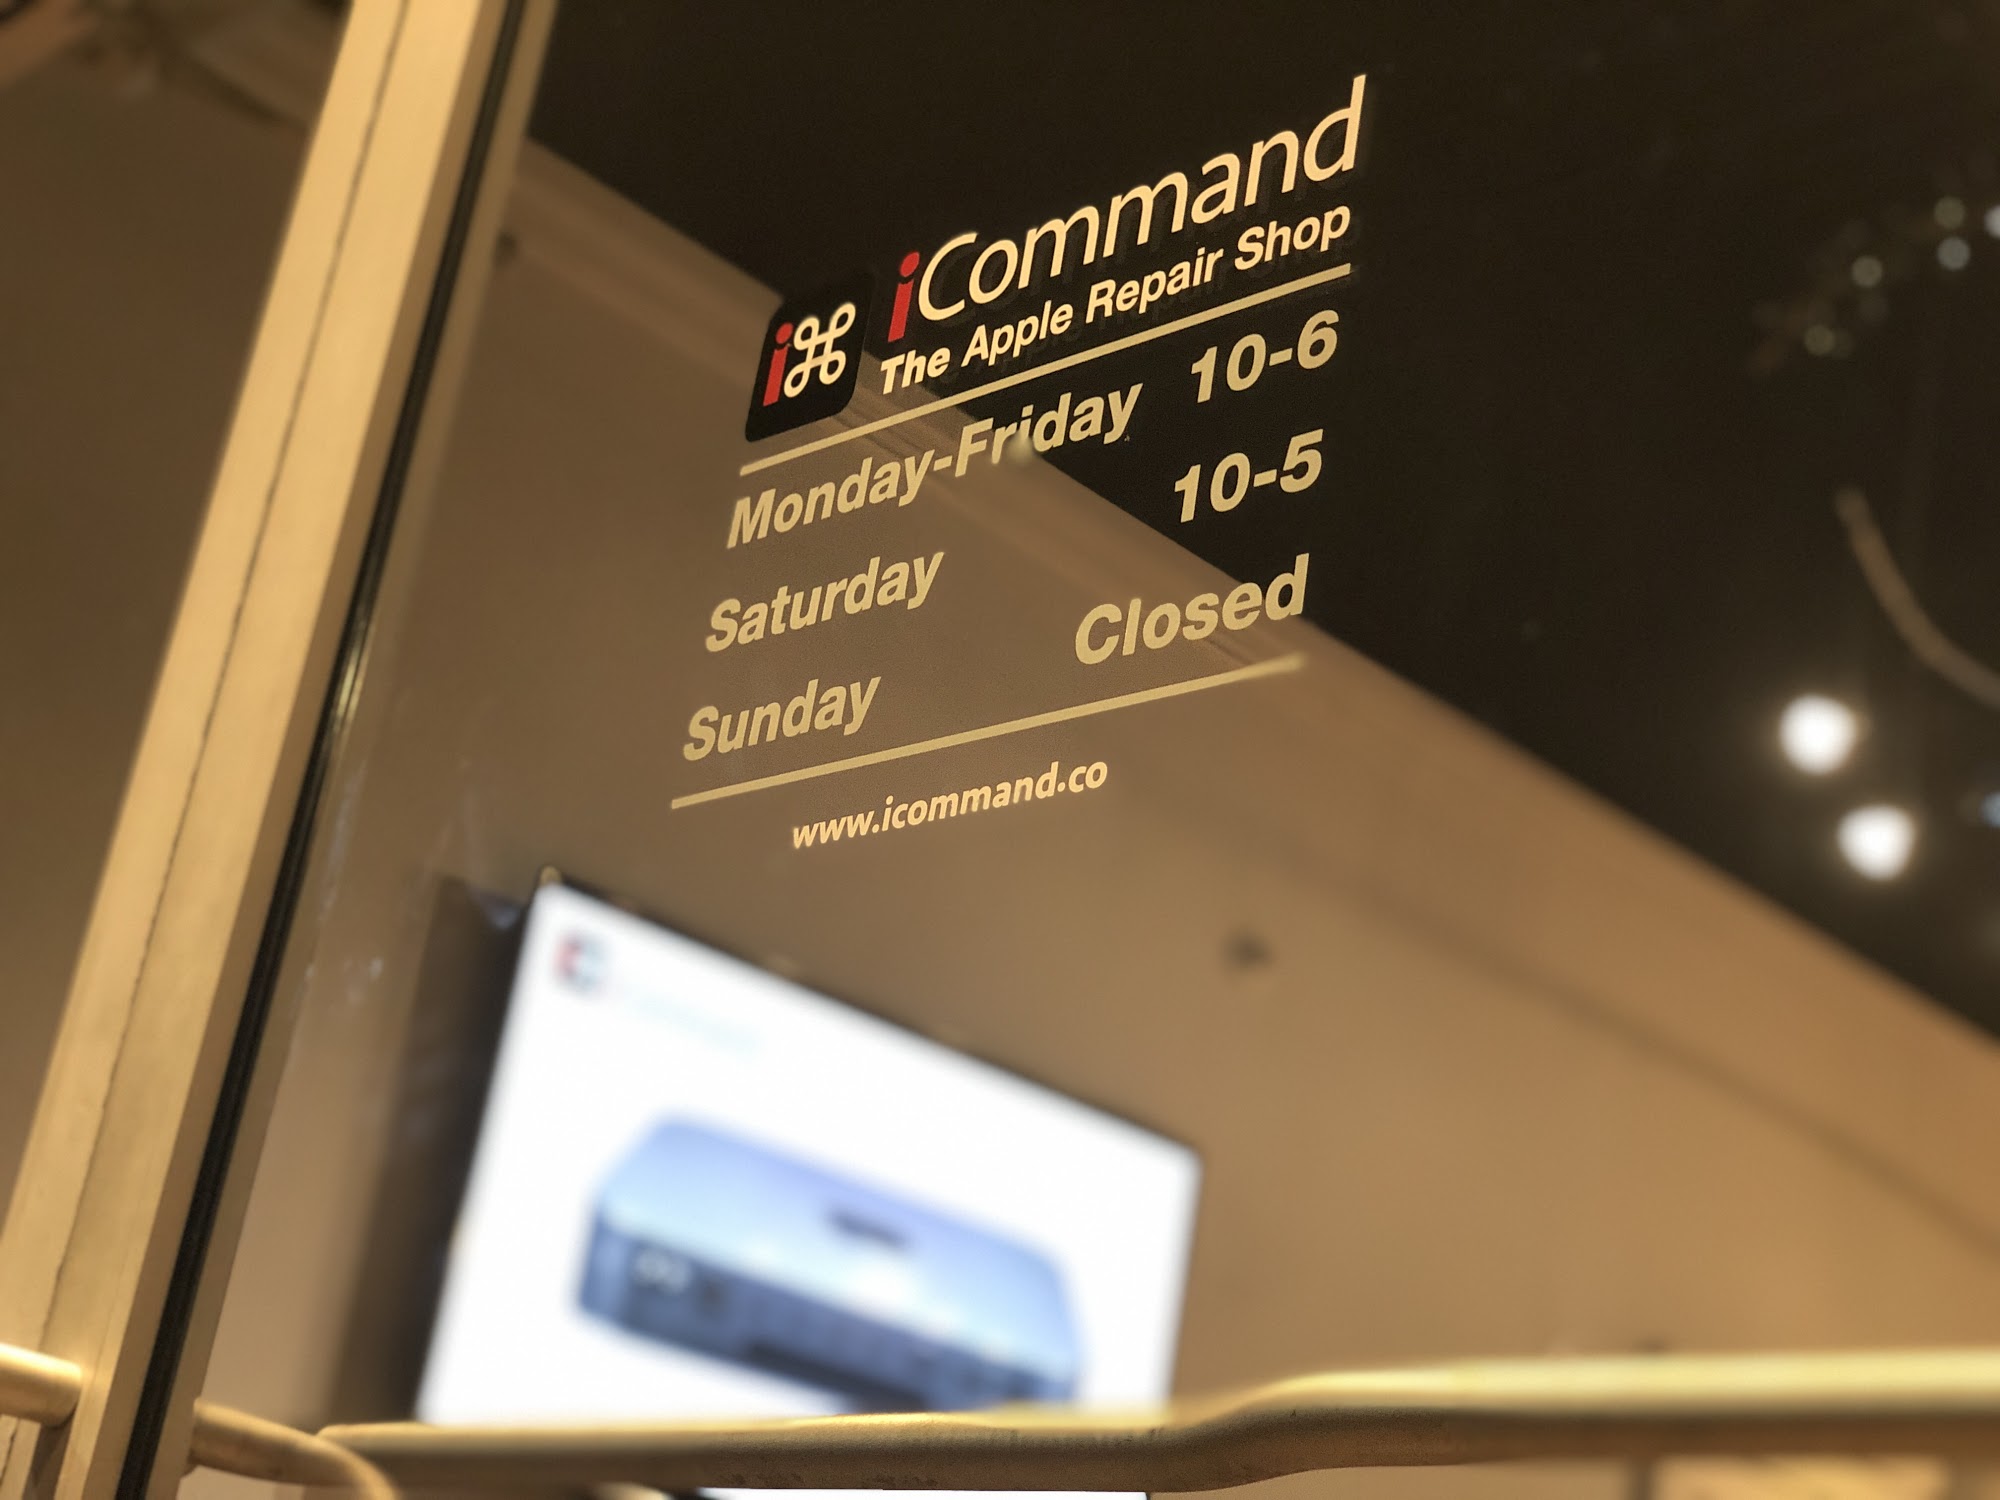 i⌘ iCommand
The Apple Repair Shop
Monday-Friday 10-6
Saturday 10-5
Sunday Closed
www.icommand.co